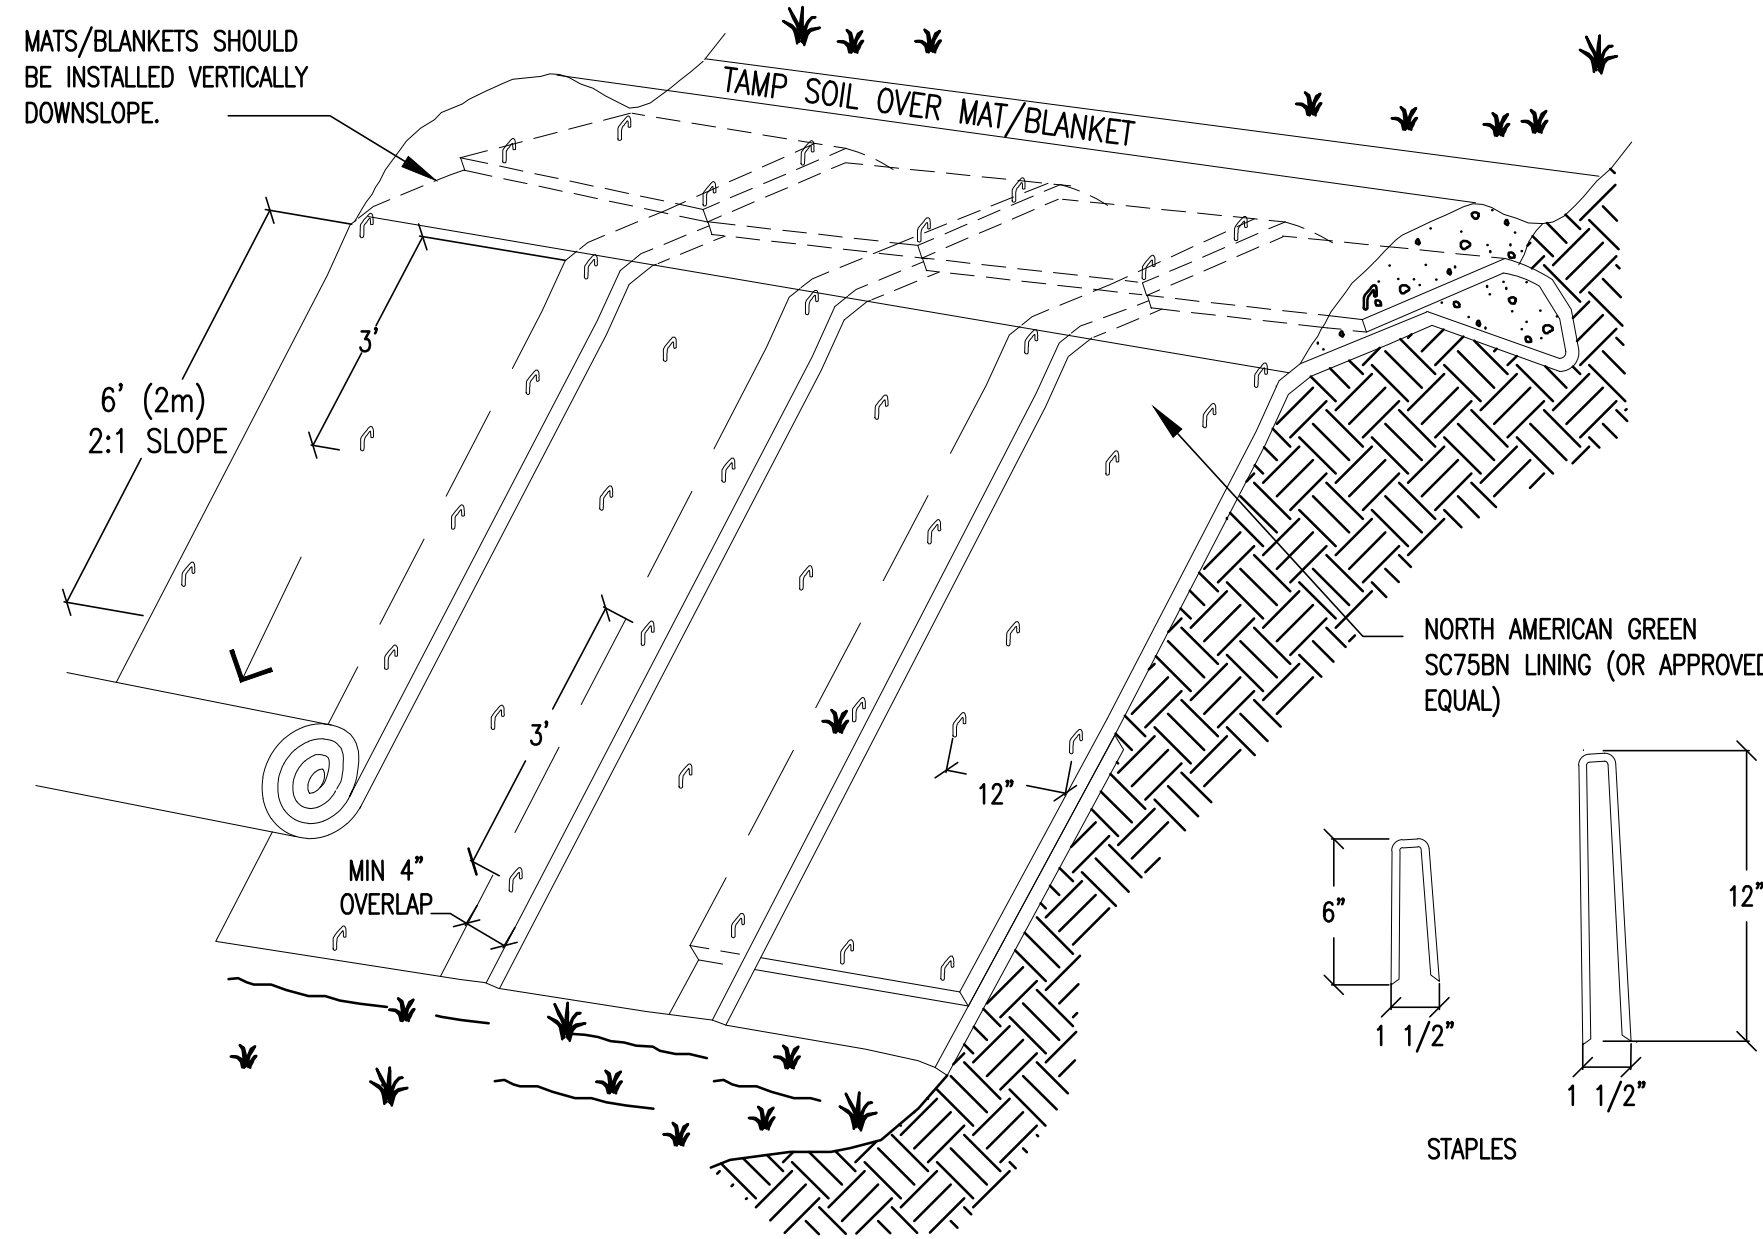 MATS/BLANKETS SHOULD
BE INSTALLED VERTICALLY
DOWNSLOPE.
TAMP SOIL OVER MAT/BLANKET
3'
6' (2m)
2:1 SLOPE
NORTH AMERICAN GREEN
SC75BN LINING (OR APPROVED
EQUAL)
3'
12"
MIN 4"
OVERLAP
6"
1 1/2"
12"
1 1/2"
STAPLES